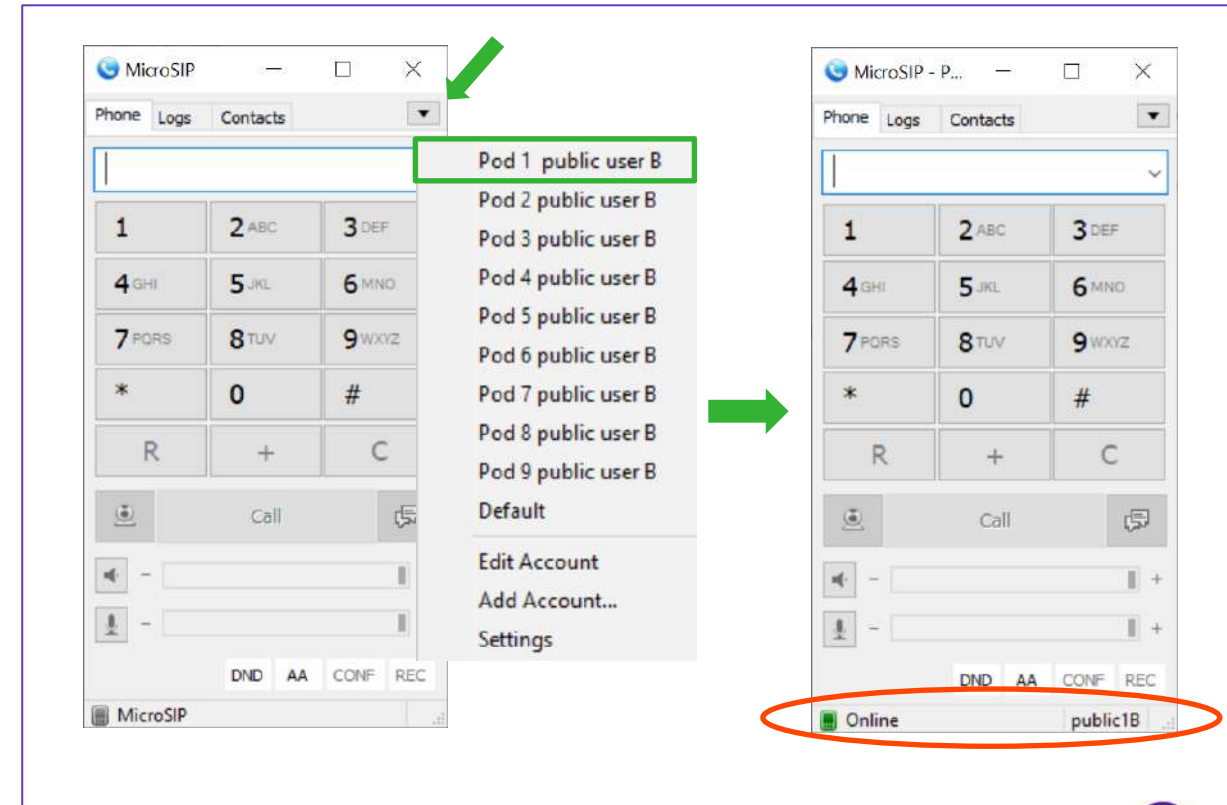 MicroSIP
Phone Logs Contacts
1 2 ABC 3 DEF
4 GHI 5 JKL 6 MNO
7 PQRS 8 TUV 9 WXYZ
* 0 #
R + C
Call
-
-
DND AA CONF REC
MicroSIP
Pod 1 public user B
Pod 2 public user B
Pod 3 public user B
Pod 4 public user B
Pod 5 public user B
Pod 6 public user B
Pod 7 public user B
Pod 8 public user B
Pod 9 public user B
Default
Edit Account
Add Account...
Settings
MicroSIP - P...
Phone Logs Contacts
1 2 ABC 3 DEF
4 GHI 5 JKL 6 MNO
7 PQRS 8 TUV 9 WXYZ
* 0 #
R + C
Call
- +
- +
DND AA CONF REC
Online public1B